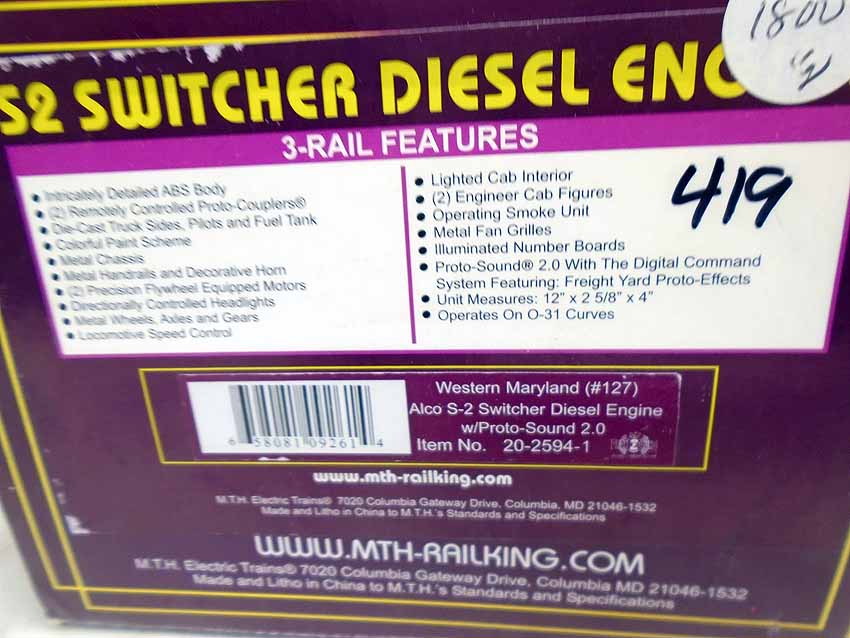 1800
S2 SWITCHER DIESEL ENG
3-RAIL FEATURES
419
• Intricately Detailed ABS Body
• (2) Remotely Controlled Proto-Couplers®
• Die-Cast Truck Sides, Pilots and Fuel Tank
• Colorful Paint Scheme
• Metal Chassis
• Metal Handrails and Decorative Horn
• (2) Precision Flywheel Equipped Motors
• Directionally Controlled Headlights
• Metal Wheels, Axles and Gears
• Locomotive Speed Control
• Lighted Cab Interior
• (2) Engineer Cab Figures
• Operating Smoke Unit
• Metal Fan Grilles
• Illuminated Number Boards
• Proto-Sound® 2.0 With The Digital Command
System Featuring: Freight Yard Proto-Effects
• Unit Measures: 12" x 2 5/8" x 4"
• Operates On O-31 Curves
6 58081 09261 4
Western Maryland (#127)
Alco S-2 Switcher Diesel Engine
w/Proto-Sound 2.0
Item No. 20-2594-1
www.mth-railking.com
M.T.H. Electric Trains® 7020 Columbia Gateway Drive, Columbia, MD 21046-1532
Made and Litho in China to M.T.H.'s Standards and Specifications
WWW.MTH-RAILKING.COM
M.T.H. Electric Trains® 7020 Columbia Gateway Drive, Columbia MD 21046-1532
Made and Litho in China to M.T.H.'s Standards and Specifications